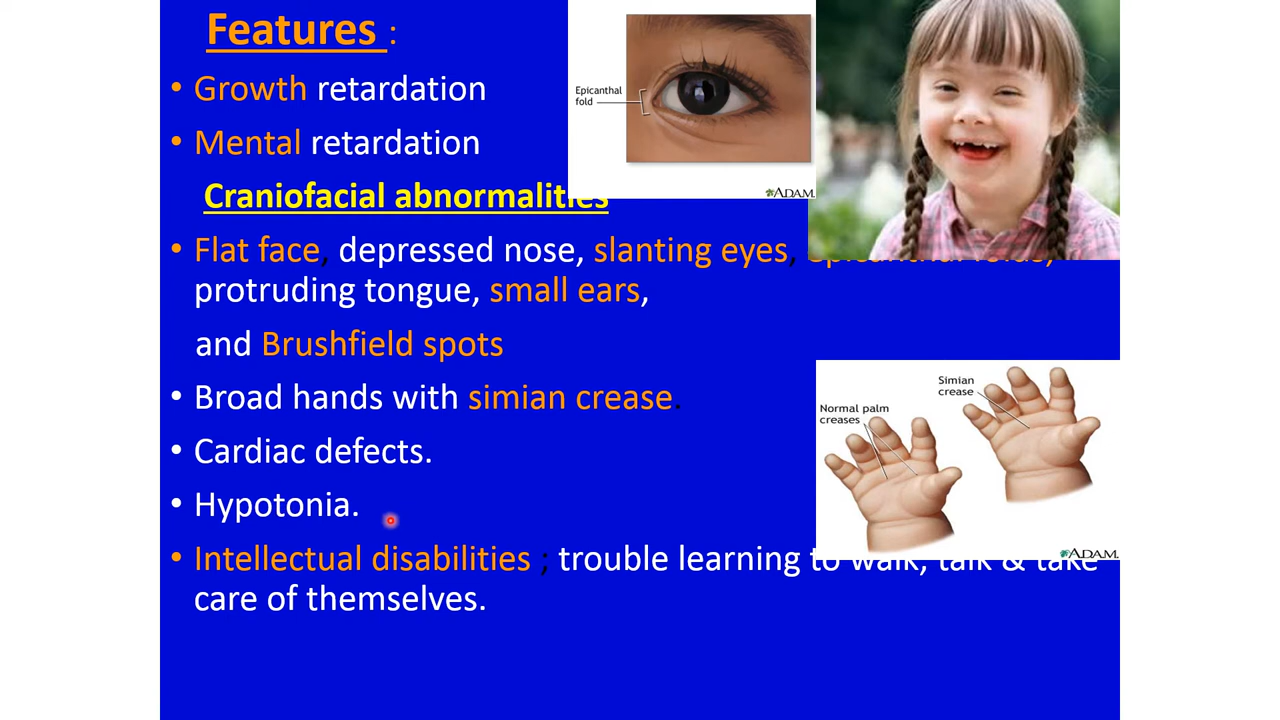 Features :
• Growth retardation
• Mental retardation
Craniofacial abnormalities
• Flat face, depressed nose, slanting eyes,
protruding tongue, small ears,
and Brushfield spots
• Broad hands with simian crease.
• Cardiac defects.
• Hypotonia.
• Intellectual disabilities ; trouble learning to walk, talk & take
care of themselves.
Epicanthal
fold
ADAM.
Simian
crease
Normal palm
creases
ADAM.